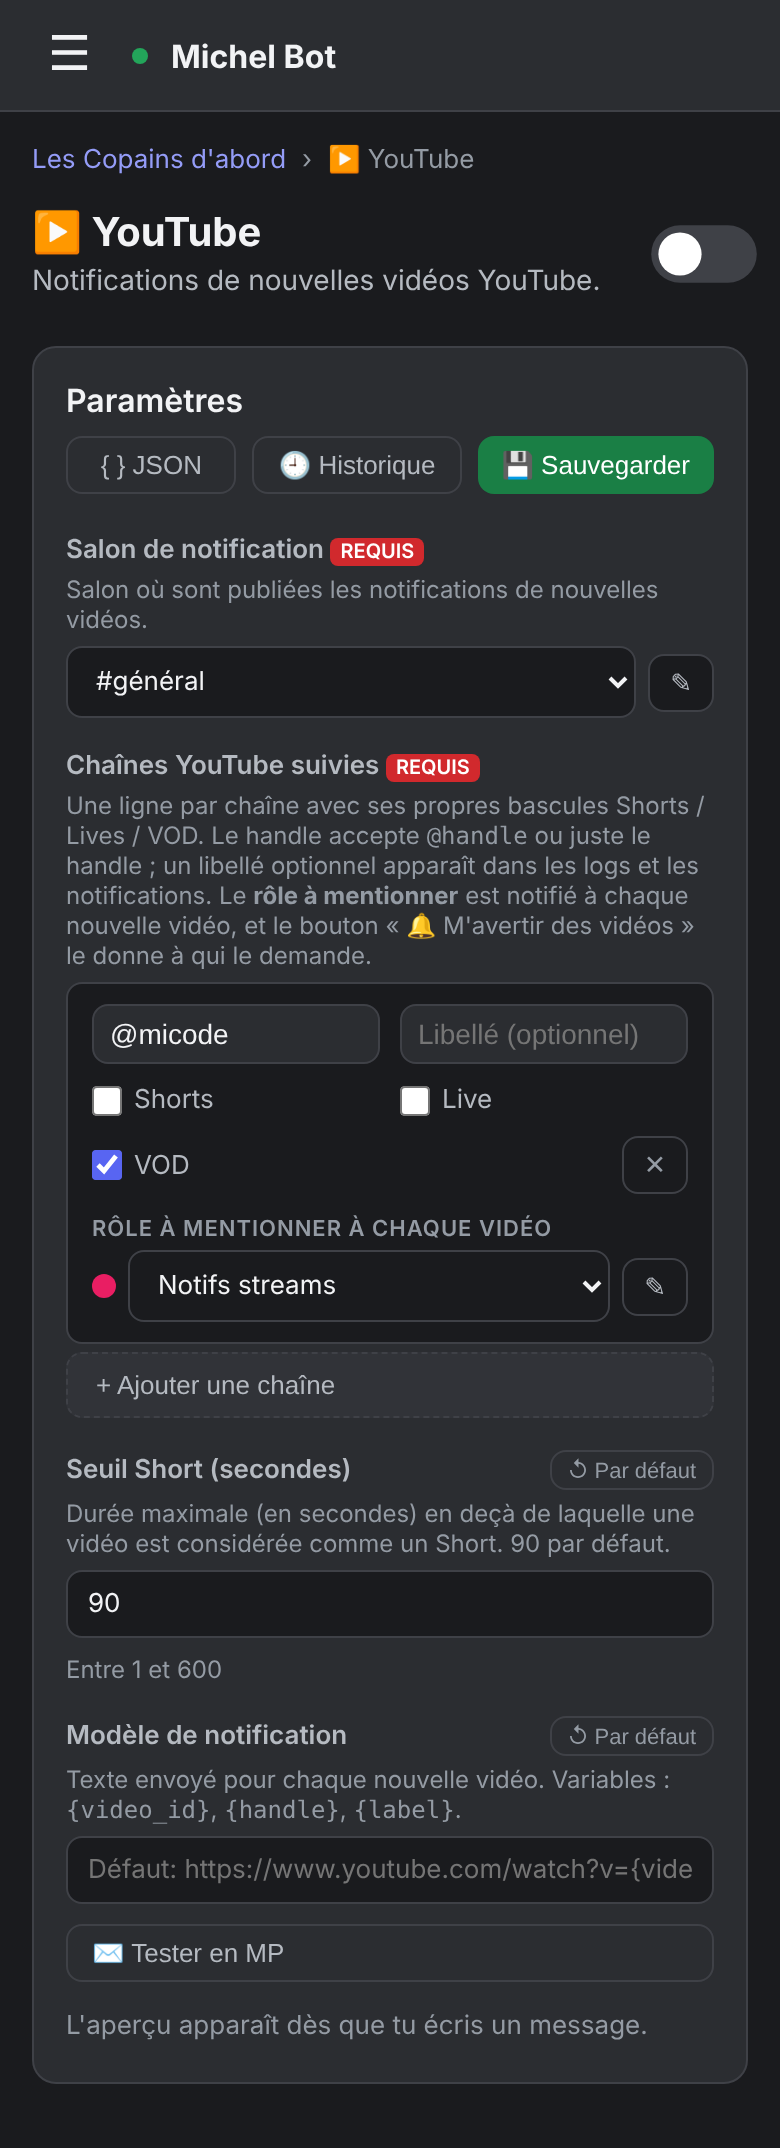 ☰ Michel Bot
Les Copains d'abord › ▶️ YouTube
▶️ YouTube
Notifications de nouvelles vidéos YouTube.
Paramètres
{ } JSON
🕘 Historique
💾 Sauvegarder
Salon de notification REQUIS
Salon où sont publiées les notifications de nouvelles
vidéos.
#général
✎
Chaînes YouTube suivies REQUIS
Une ligne par chaîne avec ses propres bascules Shorts /
Lives / VOD. Le handle accepte @handle ou juste le
handle ; un libellé optionnel apparaît dans les logs et les
notifications. Le rôle à mentionner est notifié à chaque
nouvelle vidéo, et le bouton « 🔔 M'avertir des vidéos »
le donne à qui le demande.
@micode
Libellé (optionnel)
Shorts
Live
VOD
✕
RÔLE À MENTIONNER À CHAQUE VIDÉO
Notifs streams
✎
+ Ajouter une chaîne
Seuil Short (secondes)
↺ Par défaut
Durée maximale (en secondes) en deçà de laquelle une
vidéo est considérée comme un Short. 90 par défaut.
90
Entre 1 et 600
Modèle de notification
↺ Par défaut
Texte envoyé pour chaque nouvelle vidéo. Variables :
{video_id}, {handle}, {label}.
Défaut: https://www.youtube.com/watch?v={vide
✉️ Tester en MP
L'aperçu apparaît dès que tu écris un message.